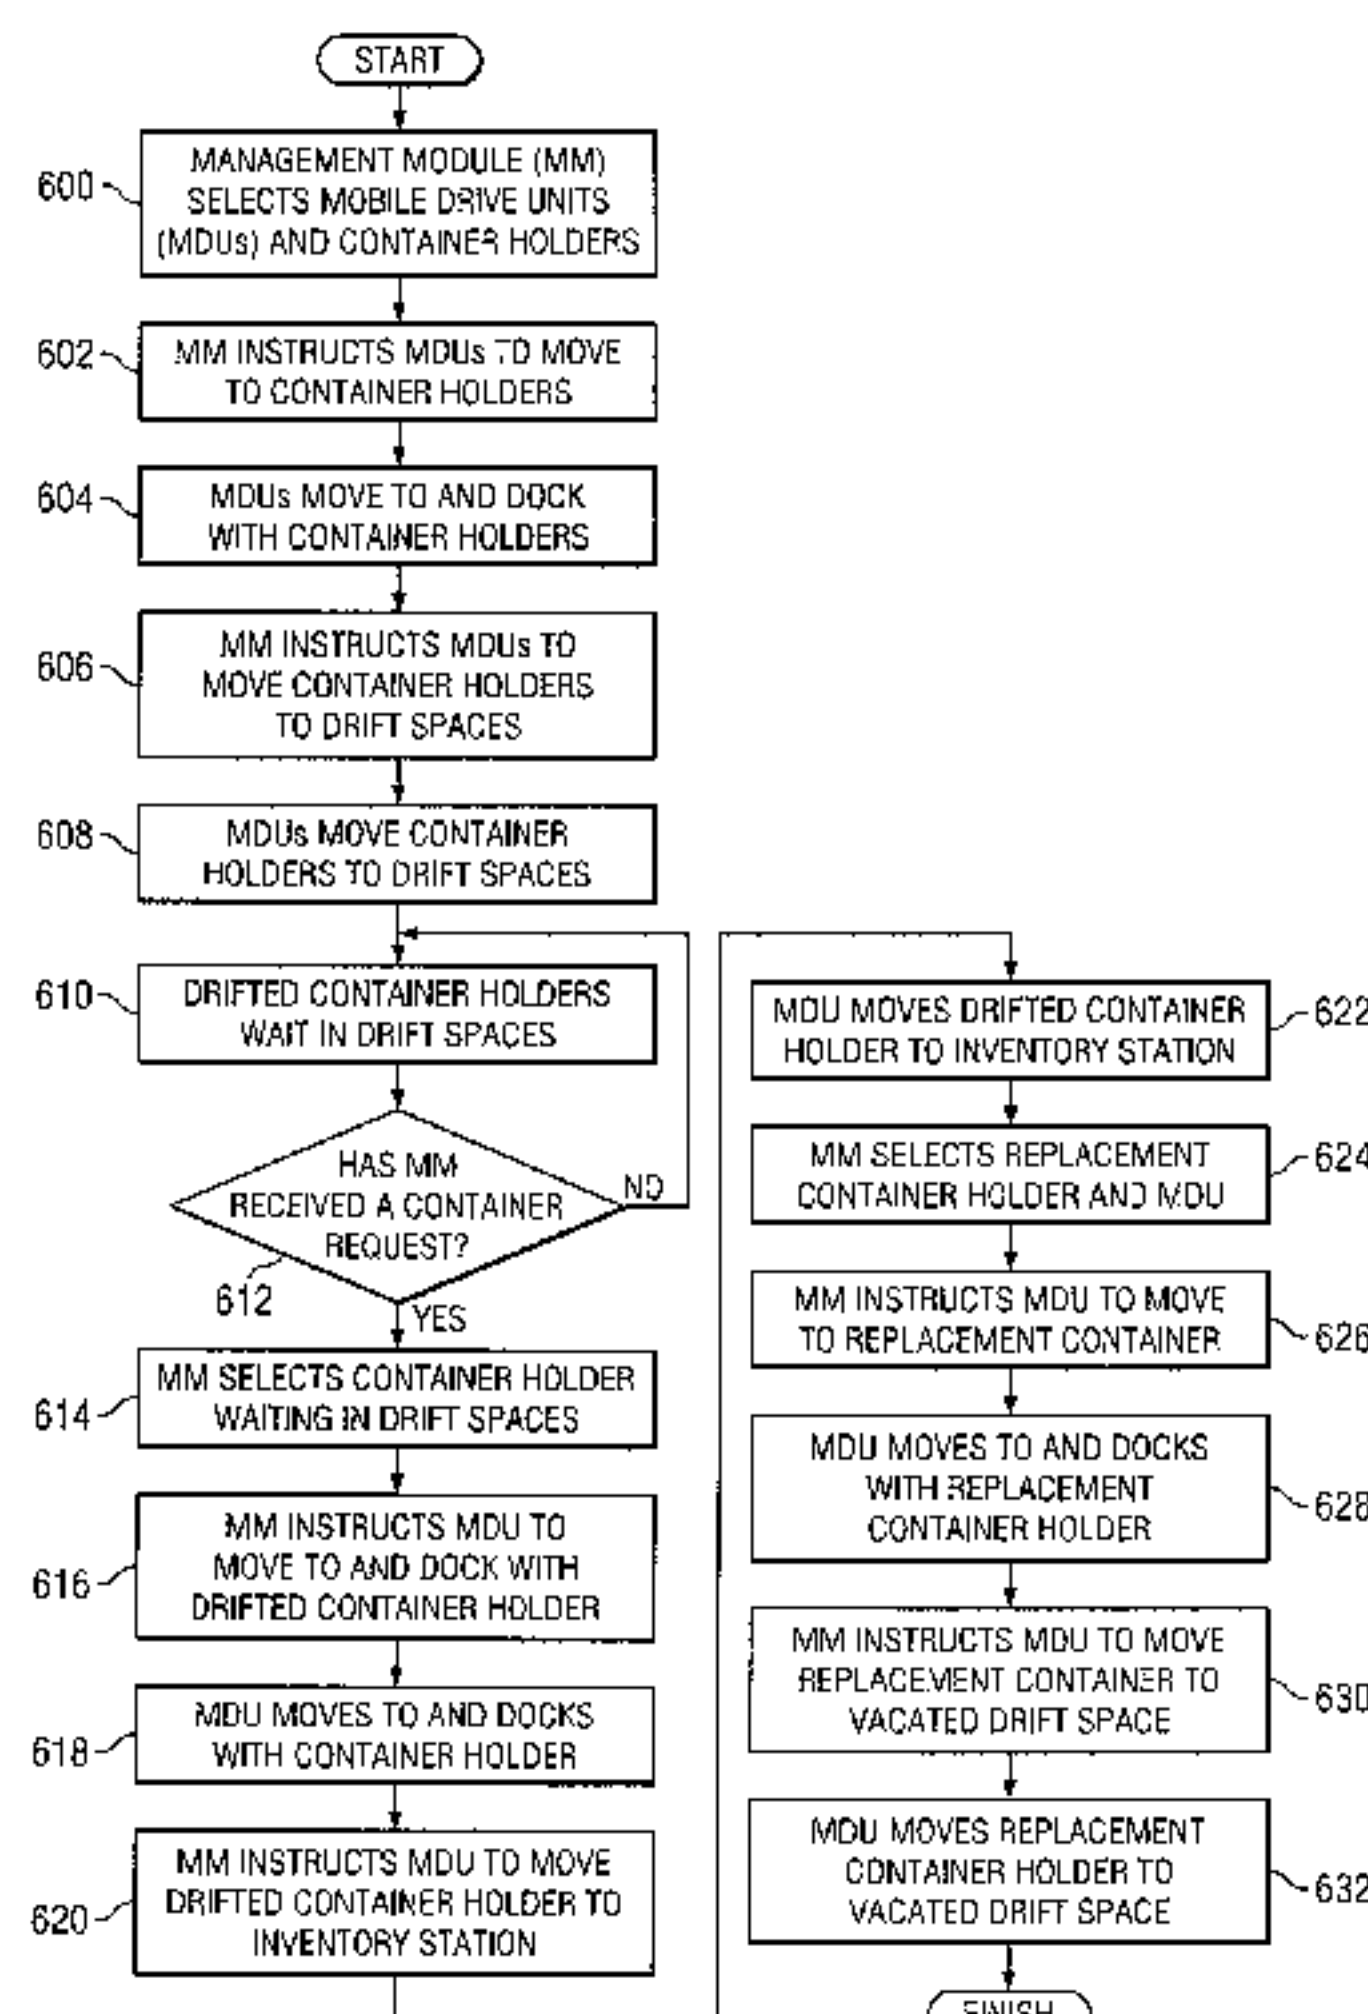 START
600
MANAGEMENT MODULE (MM)
SELECTS MOBILE DRIVE UNITS
(MDUs) AND CONTAINER HOLDERS
602
MM INSTRUCTS MDUs TO MOVE
TO CONTAINER HOLDERS
604
MDUs MOVE TO AND DOCK
WITH CONTAINER HOLDERS
606
MM INSTRUCTS MDUs TO
MOVE CONTAINER HOLDERS
TO DRIFT SPACES
608
MDUs MOVE CONTAINER
HOLDERS TO DRIFT SPACES
610
DRIFTED CONTAINER HOLDERS
WAIT IN DRIFT SPACES
HAS MM
RECEIVED A CONTAINER
REQUEST?
NO
612
YES
614
MM SELECTS CONTAINER HOLDER
WAITING IN DRIFT SPACES
616
MM INSTRUCTS MDU TO
MOVE TO AND DOCK WITH
DRIFTED CONTAINER HOLDER
618
MDU MOVES TO AND DOCKS
WITH CONTAINER HOLDER
620
MM INSTRUCTS MDU TO MOVE
DRIFTED CONTAINER HOLDER TO
INVENTORY STATION
MDU MOVES DRIFTED CONTAINER
HOLDER TO INVENTORY STATION
622
MM SELECTS REPLACEMENT
CONTAINER HOLDER AND MDU
624
MM INSTRUCTS MDU TO MOVE
TO REPLACEMENT CONTAINER
626
MDU MOVES TO AND DOCKS
WITH REPLACEMENT
CONTAINER HOLDER
628
MM INSTRUCTS MDU TO MOVE
REPLACEMENT CONTAINER TO
VACATED DRIFT SPACE
630
MDU MOVES REPLACEMENT
CONTAINER HOLDER TO
VACATED DRIFT SPACE
632
FINISH